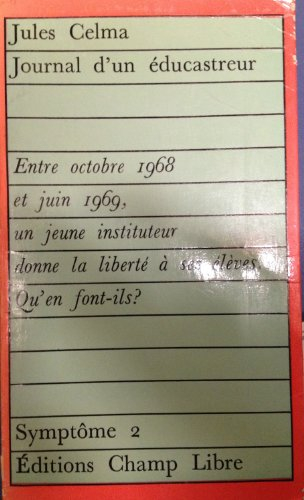 Jules Celma
Journal d'un éducastreur
Entre octobre 1968
et juin 1969,
un jeune instituteur
donne la liberté à ses élèves.
Qu'en font-ils?
Symptôme 2
Éditions Champ Libre